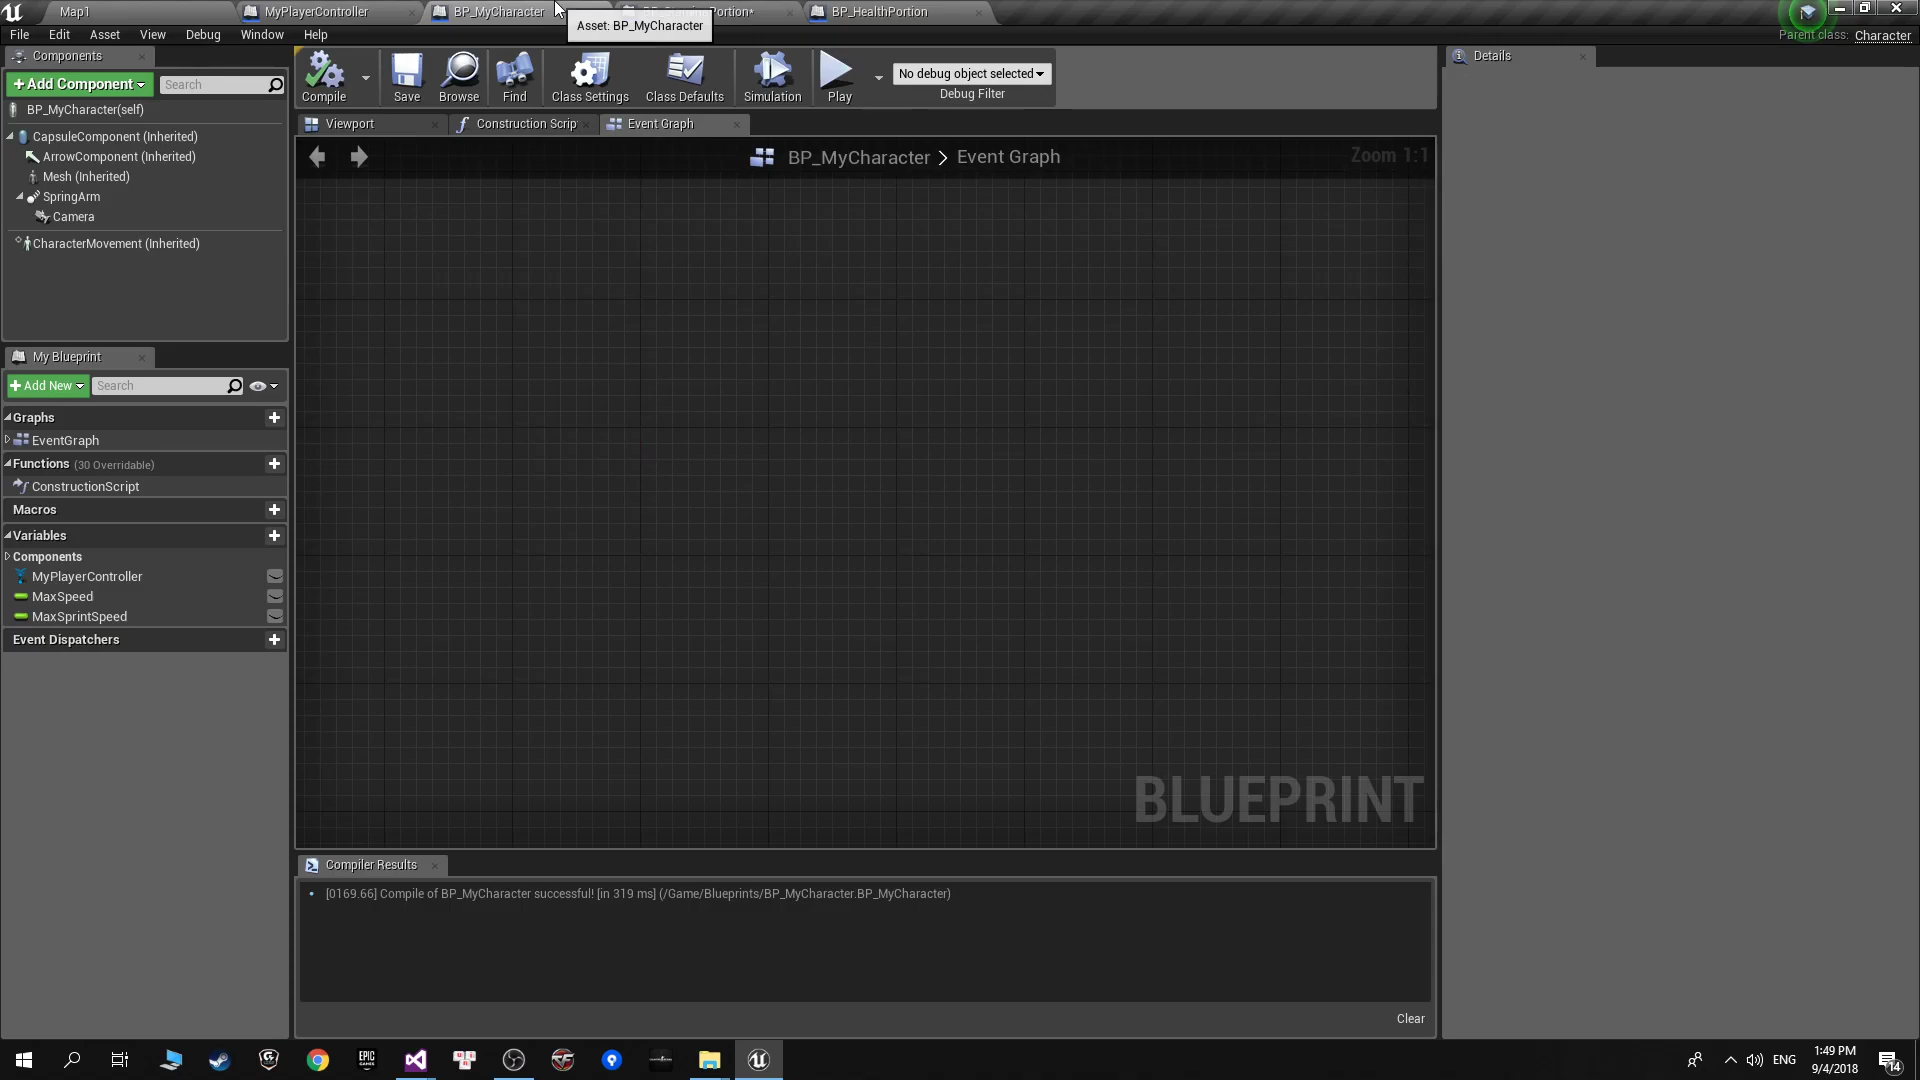 Map1
MyPlayerController
BP_MyCharacter
Portion*
BP_HealthPortion
Asset: BP_MyCharacter
File
Edit
Asset
View
Debug
Window
Help
Parent class: Character
Components
Details
+ Add Component
Search
Compile
Save
Browse
Find
Class Settings
Class Defaults
Simulation
Play
No debug object selected
Debug Filter
BP_MyCharacter(self)
Viewport
Construction Scrip
Event Graph
CapsuleComponent (Inherited)
ArrowComponent (Inherited)
BP_MyCharacter > Event Graph
Zoom 1:1
Mesh (Inherited)
SpringArm
Camera
CharacterMovement (Inherited)
My Blueprint
+ Add New
Search
Graphs
EventGraph
Functions (30 Overridable)
ConstructionScript
Macros
Variables
Components
MyPlayerController
MaxSpeed
MaxSprintSpeed
Event Dispatchers
BLUEPRINT
Compiler Results
[0169.66] Compile of BP_MyCharacter successful! [in 319 ms] (/Game/Blueprints/BP_MyCharacter.BP_MyCharacter)
Clear
EPIC
GAMES
ENG
1:49 PM
9/4/2018
14